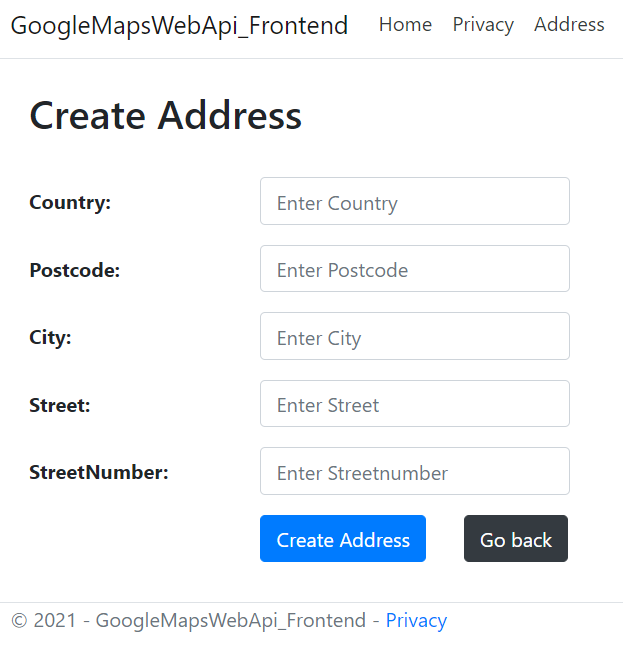 GoogleMapsWebApi_Frontend Home Privacy Address
Create Address
Country: Enter Country
Postcode: Enter Postcode
City: Enter City
Street: Enter Street
StreetNumber: Enter Streetnumber
Create Address Go back
© 2021 - GoogleMapsWebApi_Frontend - Privacy